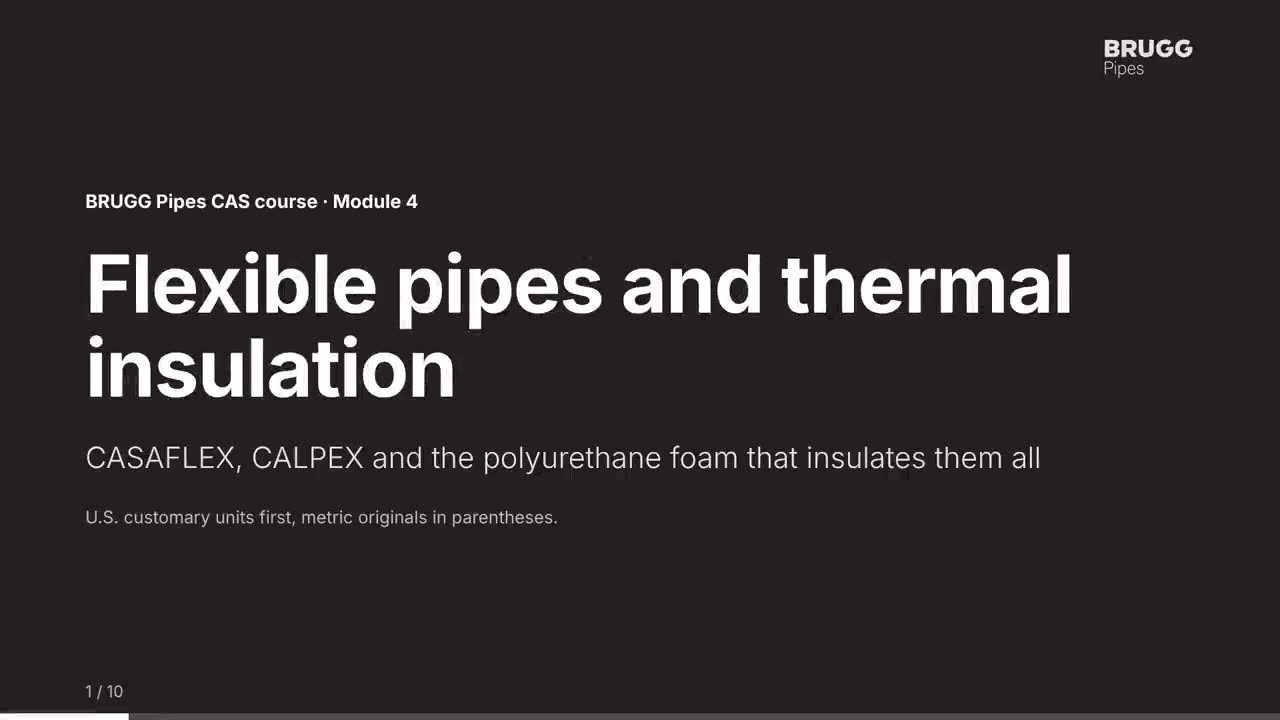 BRUGG
Pipes
BRUGG Pipes CAS course · Module 4
Flexible pipes and thermal
insulation
CASAFLEX, CALPEX and the polyurethane foam that insulates them all
U.S. customary units first, metric originals in parentheses.
1 / 10